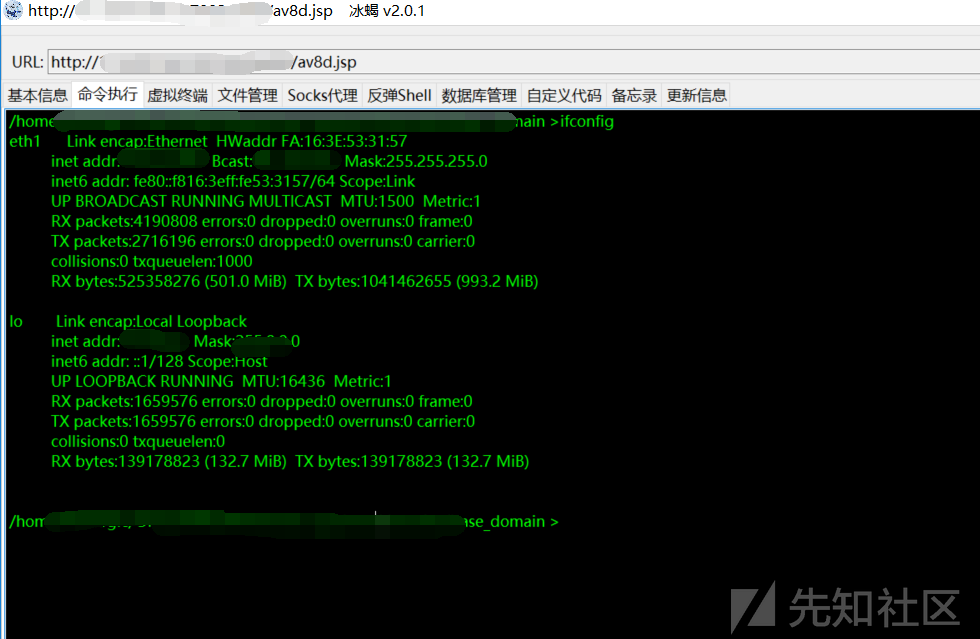 http:// /av8d.jsp 冰蝎 v2.0.1
URL: http:// /av8d.jsp
基本信息 命令执行 虚拟终端 文件管理 Socks代理 反弹Shell 数据库管理 自定义代码 备忘录 更新信息
/home main >ifconfig
eth1 Link encap:Ethernet HWaddr FA:16:3E:53:31:57
inet addr: Bcast: Mask:255.255.255.0
inet6 addr: fe80::f816:3eff:fe53:3157/64 Scope:Link
UP BROADCAST RUNNING MULTICAST MTU:1500 Metric:1
RX packets:4190808 errors:0 dropped:0 overruns:0 frame:0
TX packets:2716196 errors:0 dropped:0 overruns:0 carrier:0
collisions:0 txqueuelen:1000
RX bytes:525358276 (501.0 MiB) TX bytes:1041462655 (993.2 MiB)
lo Link encap:Local Loopback
inet addr: Mask:255.0.0.0
inet6 addr: ::1/128 Scope:Host
UP LOOPBACK RUNNING MTU:16436 Metric:1
RX packets:1659576 errors:0 dropped:0 overruns:0 frame:0
TX packets:1659576 errors:0 dropped:0 overruns:0 carrier:0
collisions:0 txqueuelen:0
RX bytes:139178823 (132.7 MiB) TX bytes:139178823 (132.7 MiB)
/hom ase_domain >
先知社区